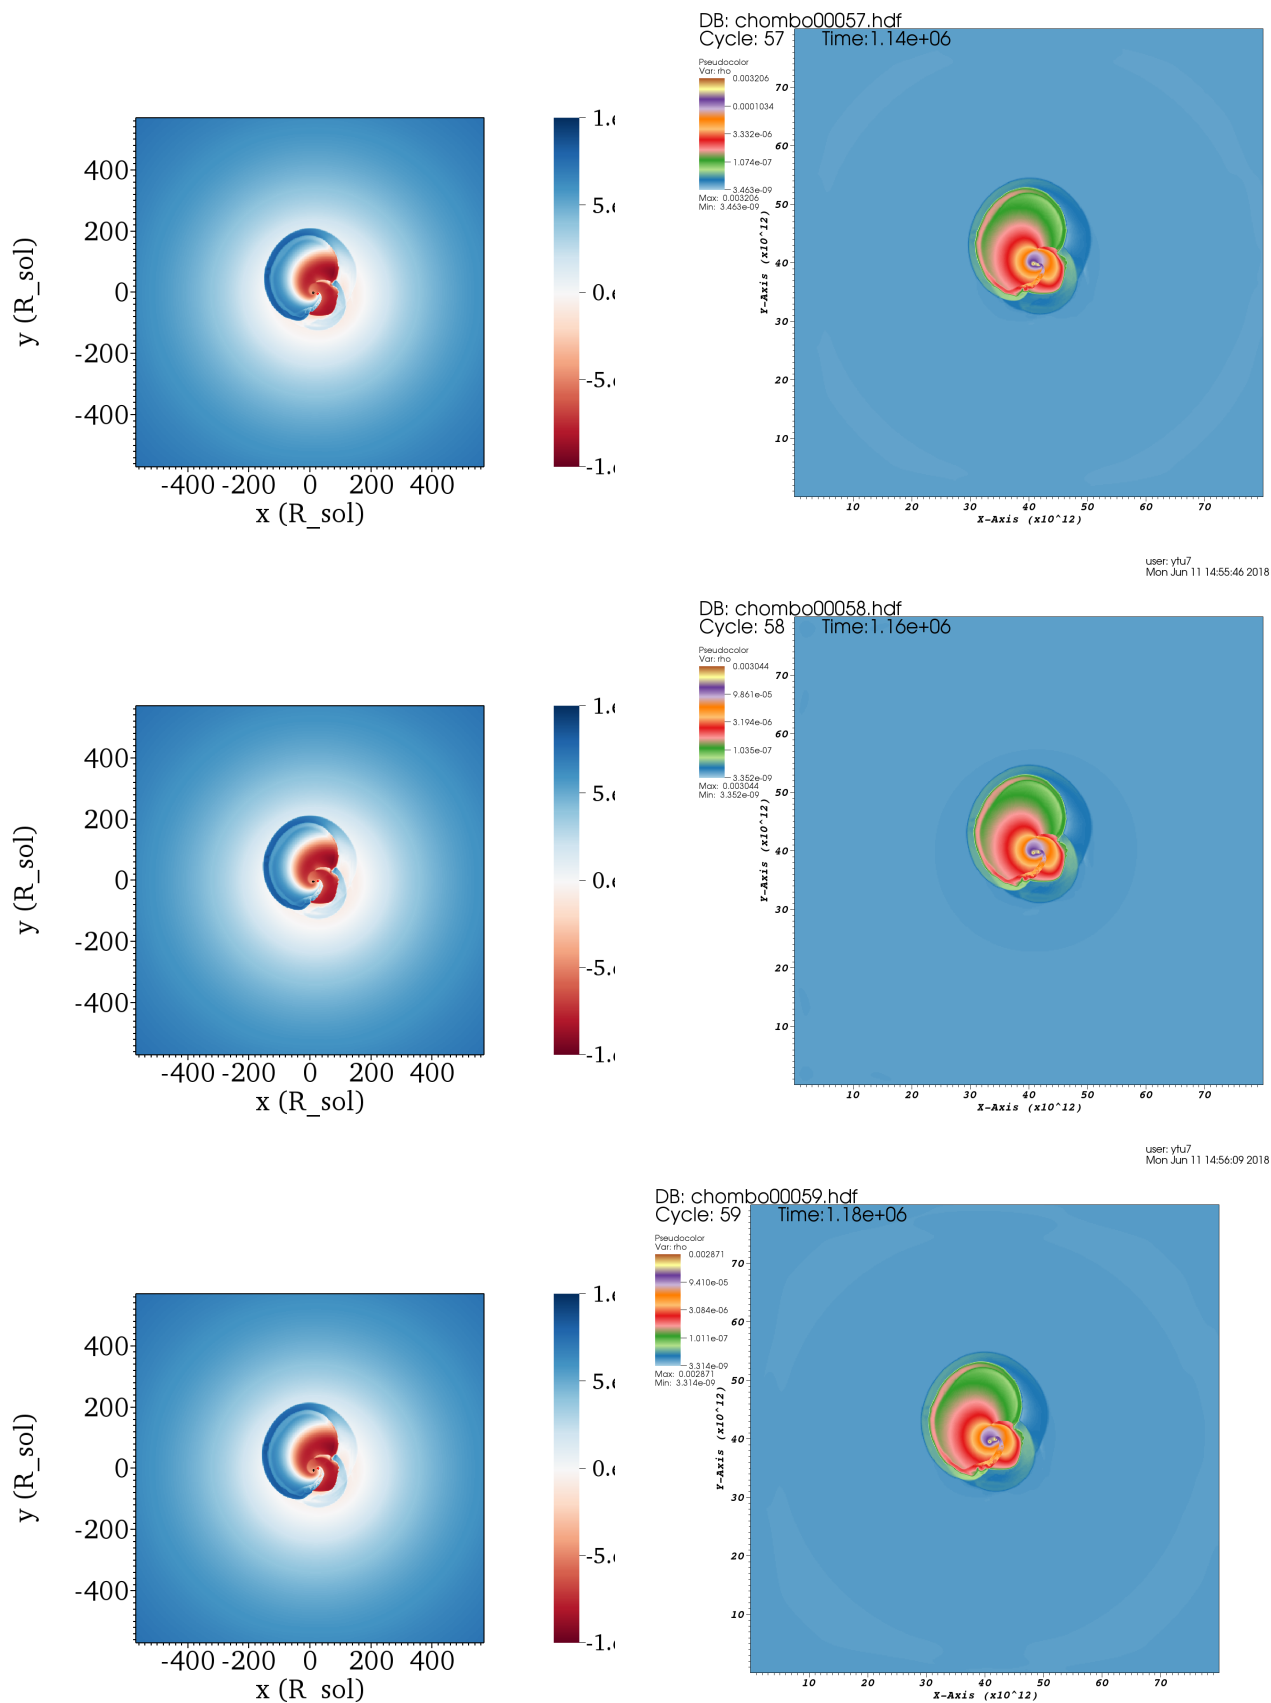 DB: chombo00057.hdf
Cycle: 57 Time:1.14e+06
Pseudocolor
Var: rho
0.003206
0.0001034
3.332e-06
1.074e-07
3.463e-09
Max: 0.003206
Min: 3.463e-09
70
60
50
40
30
20
10
Y-Axis (x10^12)
10 20 30 40 50 60 70
X-Axis (x10^12)
user: ytu7
Mon Jun 11 14:55:46 2018
400
200
0
-200
-400
y (R_sol)
-400 -200 0 200 400
x (R_sol)
5.6
0.6
DB: chombo00058.hdf
Cycle: 58 Time:1.16e+06
Pseudocolor
Var: rho
0.003044
9.861e-05
3.194e-06
1.035e-07
3.352e-09
Max: 0.003044
Min: 3.352e-09
70
60
50
40
30
20
10
Y-Axis (x10^12)
10 20 30 40 50 60 70
X-Axis (x10^12)
user: ytu7
Mon Jun 11 14:56:09 2018
400
200
0
-200
-400
y (R_sol)
-400 -200 0 200 400
x (R_sol)
DB: chombo00059.hdf
Cycle: 59 Time:1.18e+06
Pseudocolor
Var: rho
0.002871
9.410e-05
3.084e-06
1.011e-07
3.314e-09
Max: 0.002871
Min: 3.314e-09
70
60
50
40
30
20
10
Y-Axis (x10^12)
10 20 30 40 50 60 70
X-Axis (x10^12)
400
200
0
-200
-400
y (R_sol)
-400 -200 0 200 400
x (R_sol)